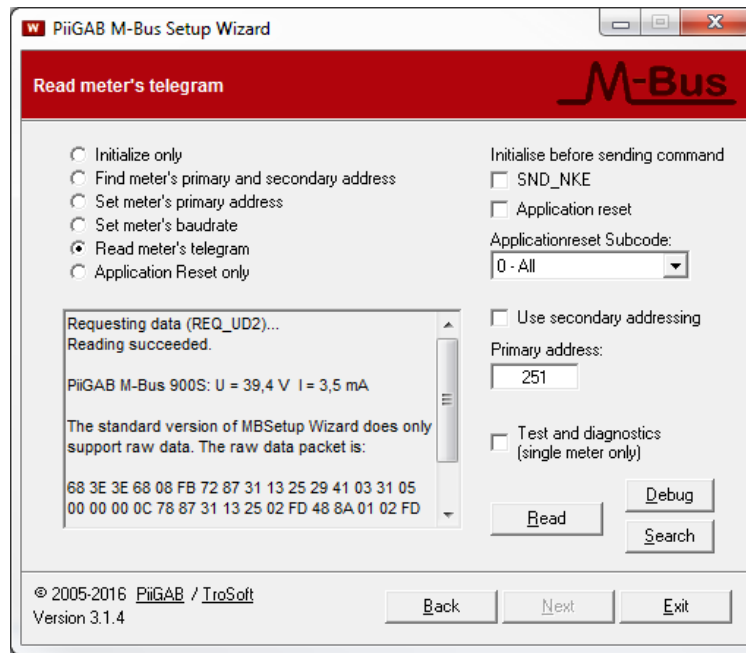 W PiiGAB M-Bus Setup Wizard
Read meter's telegram
M-Bus
Initialize only
Find meter's primary and secondary address
Set meter's primary address
Set meter's baudrate
Read meter's telegram
Application Reset only
Requesting data (REQ_UD2)...
Reading succeeded.
PiiGAB M-Bus 900S: U = 39,4 V I = 3,5 mA
The standard version of MBSetup Wizard does only
support raw data. The raw data packet is:
68 3E 3E 68 08 FB 72 87 31 13 25 29 41 03 31 05
00 00 00 0C 78 87 31 13 25 02 FD 48 8A 01 02 FD
Initialise before sending command
SND_NKE
Application reset
Applicationreset Subcode:
0 - All
Use secondary addressing
Primary address:
251
Test and diagnostics
(single meter only)
Read
Debug
Search
© 2005-2016 PiiGAB / TroSoft
Version 3.1.4
Back
Next
Exit